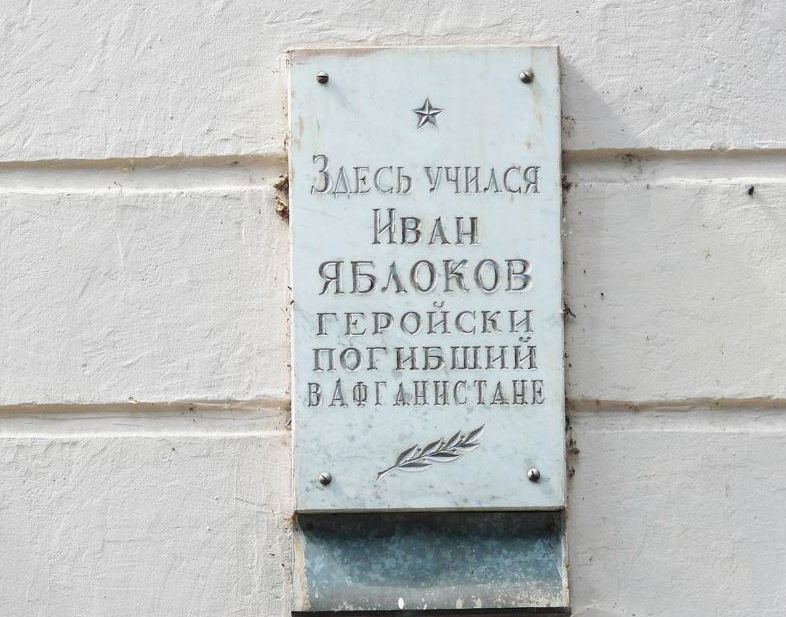 Здесь учился
Иван
Яблоков
геройски
погибший
в Афганистане